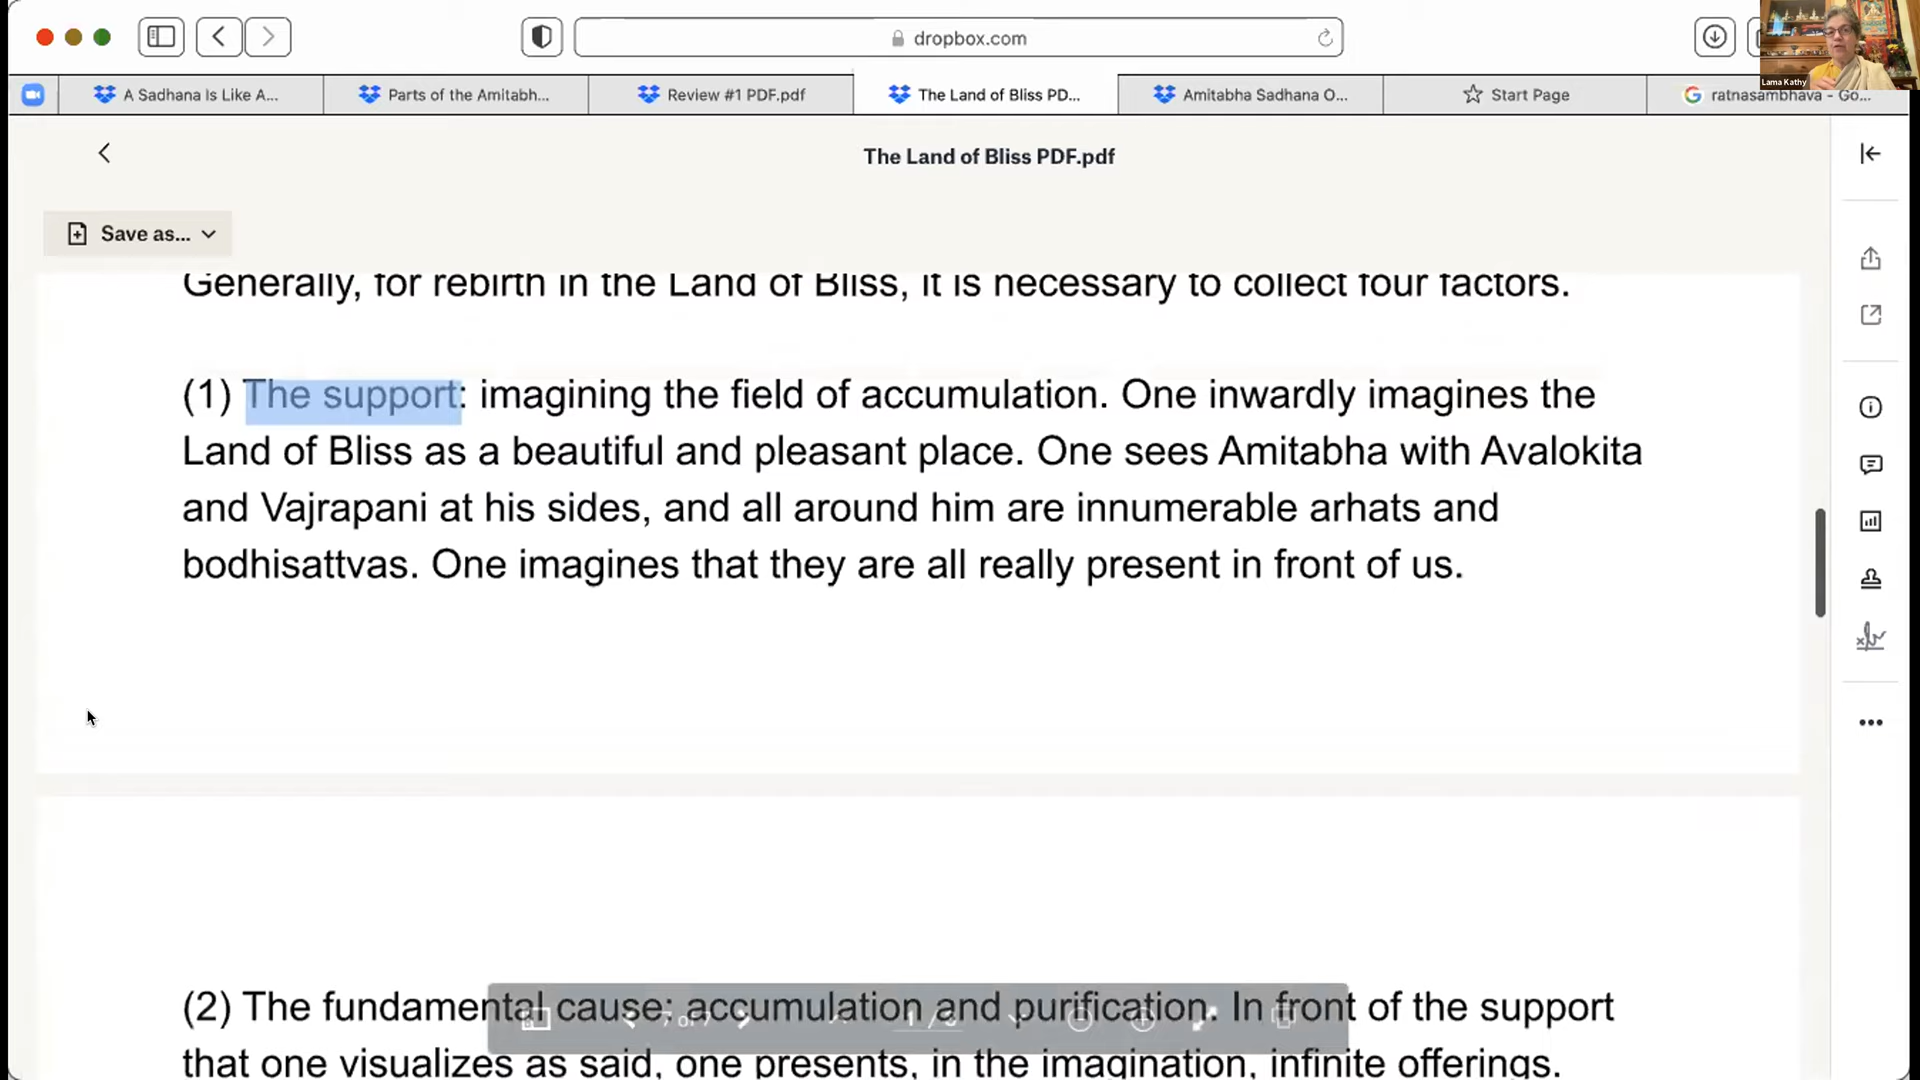 dropbox.com
Lama Kathy
A Sadhana Is Like A...
Parts of the Amitabh...
Review #1 PDF.pdf
The Land of Bliss PD...
Amitabha Sadhana O...
Start Page
ratnasambhava - Go...
The Land of Bliss PDF.pdf
Save as...
Generally, for rebirth in the Land of Bliss, it is necessary to collect four factors.
(1) The support: imagining the field of accumulation. One inwardly imagines the
Land of Bliss as a beautiful and pleasant place. One sees Amitabha with Avalokita
and Vajrapani at his sides, and all around him are innumerable arhats and
bodhisattvas. One imagines that they are all really present in front of us.
(2) The fundamental cause: accumulation and purification. In front of the support
7 of 7
that one visualizes as said, one presents, in the imagination, infinite offerings.